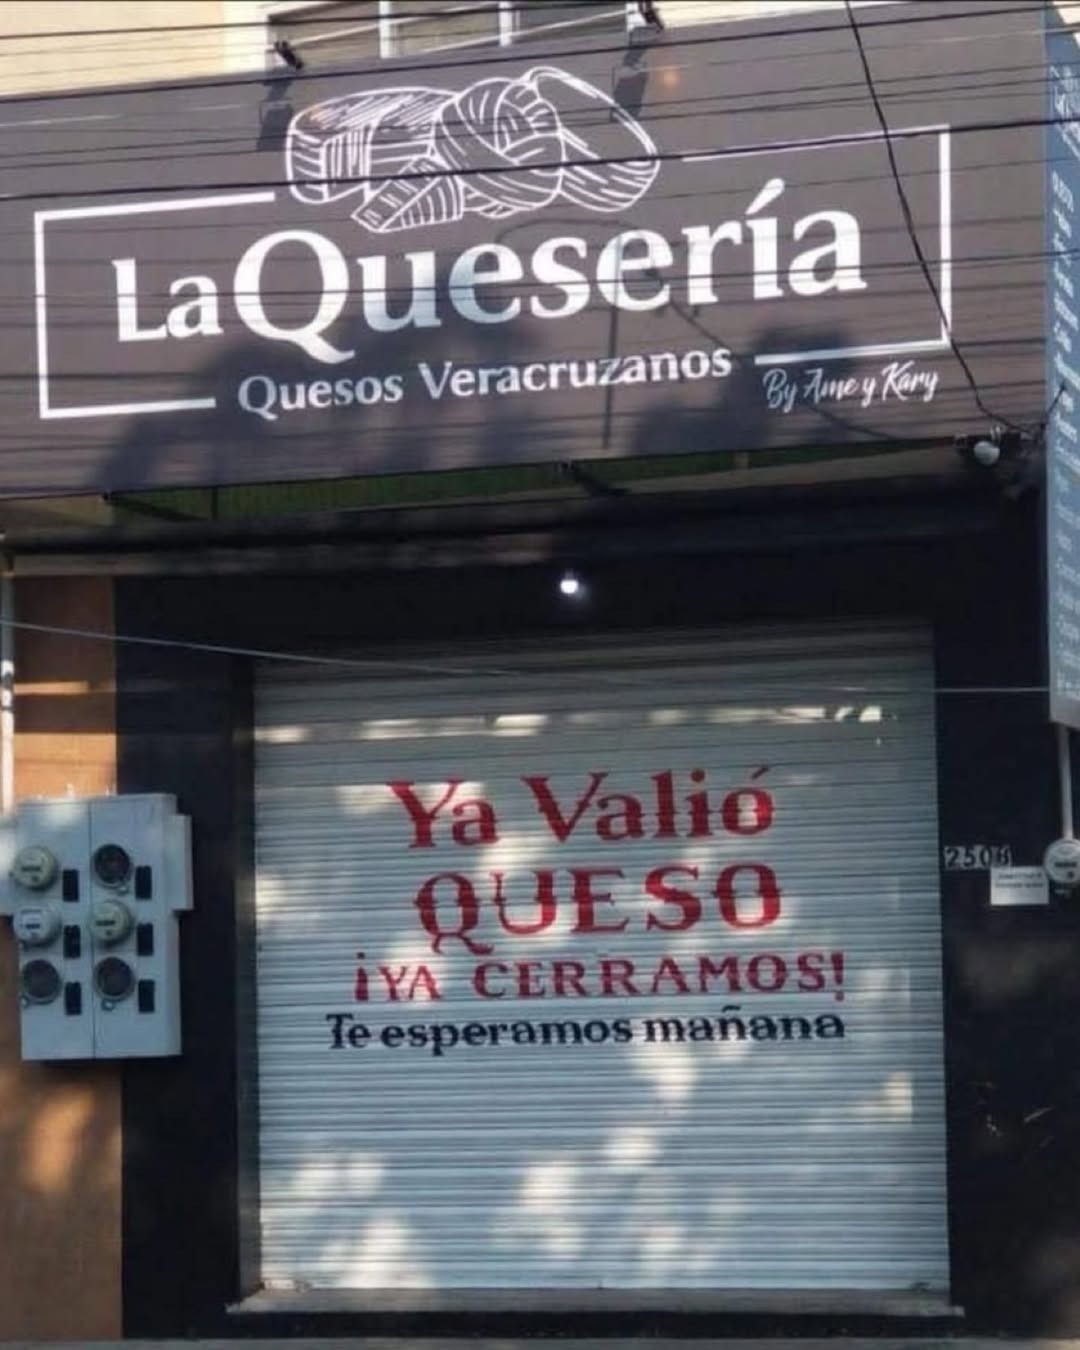 La Quesería
Quesos Veracruzanos
By Ame y Kary
Ya Valió
QUESO
¡YA CERRAMOS!
Te esperamos mañana